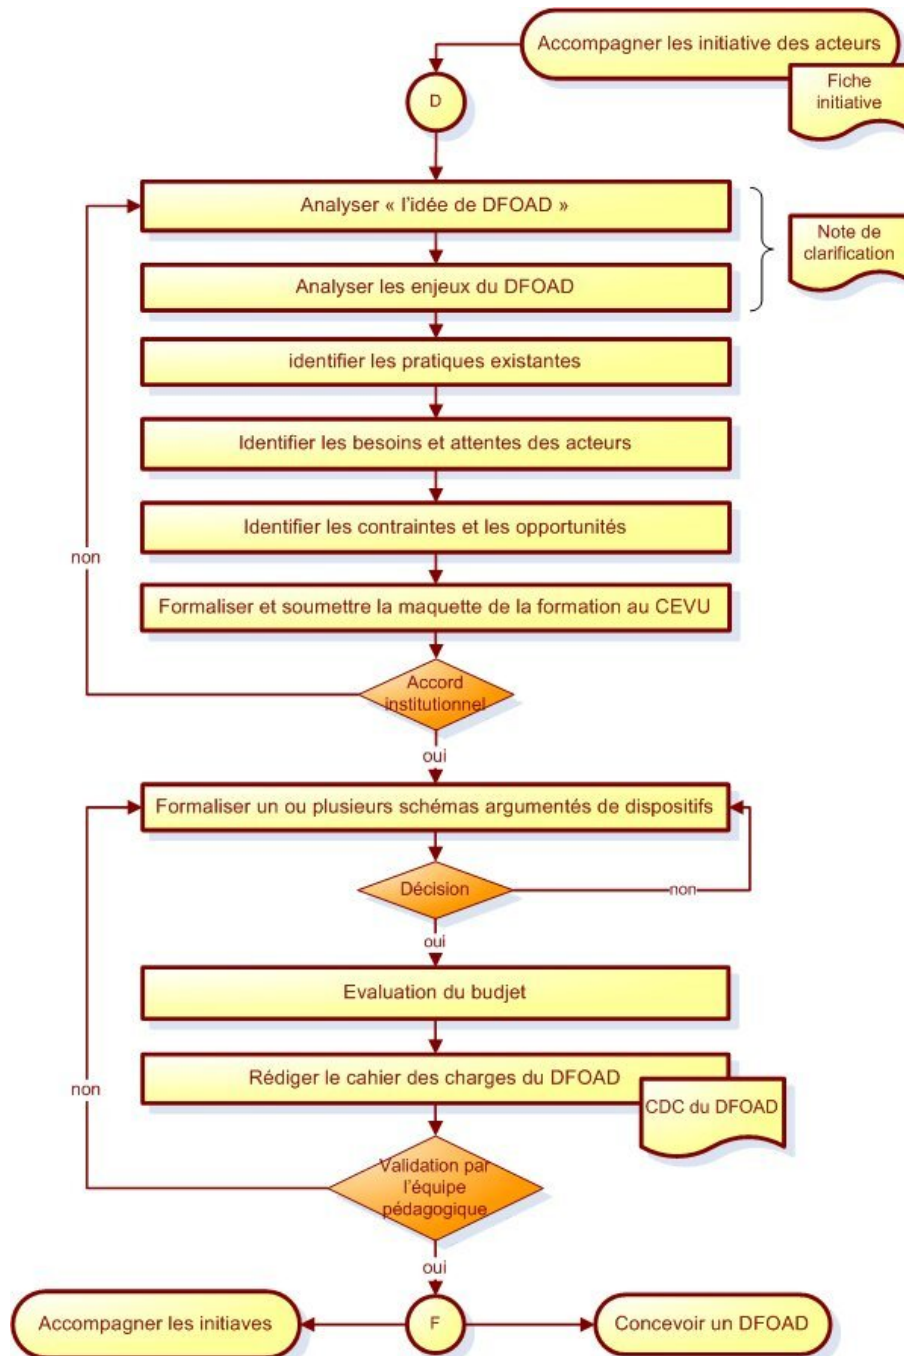 Accompagner les initiative des acteurs
Fiche
initiative
D
Analyser « l'idée de DFOAD »
Note de
clarification
Analyser les enjeux du DFOAD
identifier les pratiques existantes
Identifier les besoins et attentes des acteurs
Identifier les contraintes et les opportunités
non
Formaliser et soumettre la maquette de la formation au CEVU
Accord
institutionnel
oui
Formaliser un ou plusieurs schémas argumentés de dispositifs
Décision
non
oui
Evaluation du budjet
Rédiger le cahier des charges du DFOAD
non
CDC du DFOAD
Validation par
l'équipe
pédagogique
oui
Accompagner les initiaves
F
Concevoir un DFOAD